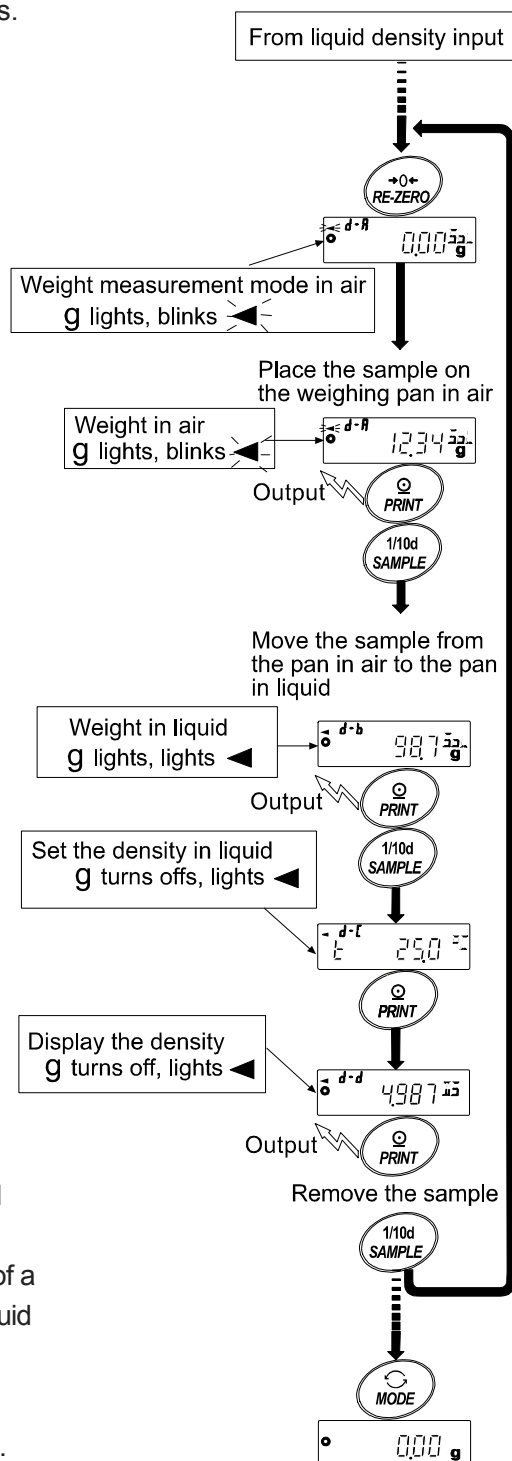 s.
From liquid density input
→0←
RE-ZERO
d-A
0.00
g
Weight measurement mode in air
g lights, blinks ◀
Place the sample on
the weighing pan in air
Weight in air
g lights, blinks ◀
d-A
12.34
g
Output
PRINT
1/10d
SAMPLE
Move the sample from
the pan in air to the pan
in liquid
Weight in liquid
g lights, lights ◀
d-b
9.87
g
Output
PRINT
1/10d
SAMPLE
Set the density in liquid
g turns offs, lights ◀
d-C
t 25.0
PRINT
Display the density
g turns off, lights ◀
d-d
4.987
Output
PRINT
Remove the sample
1/10d
SAMPLE
of a
uid
MODE
.
0.00 g